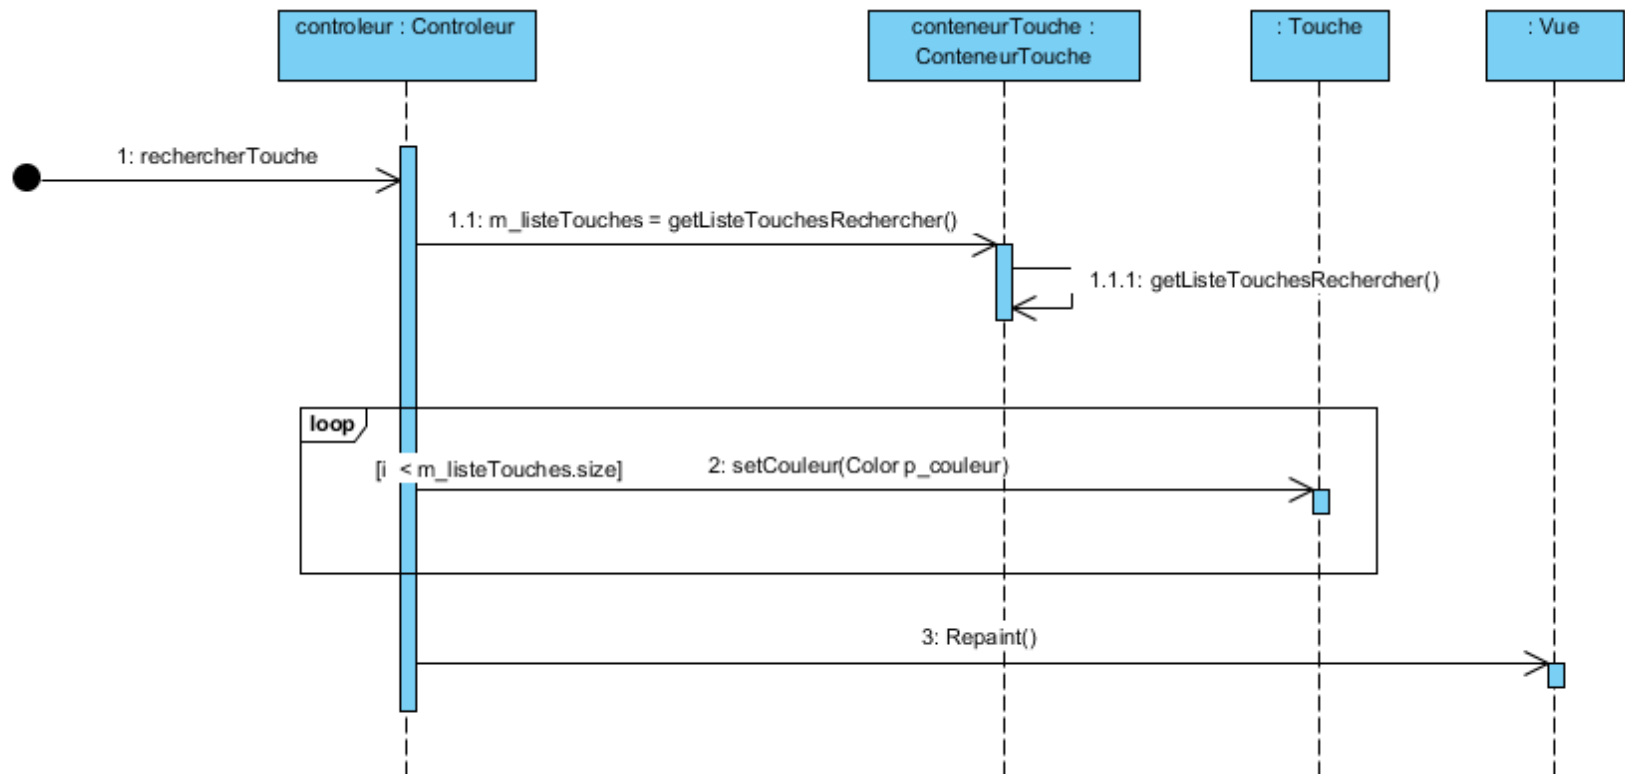 controleur : Controleur
conteneurTouche :
ConteneurTouche
: Touche
: Vue
1: rechercherTouche
1.1: m_listeTouches = getListeTouchesRechercher()
1.1.1: getListeTouchesRechercher()
loop
[i < m_listeTouches.size]
2: setCouleur(Color p_couleur)
3: Repaint()